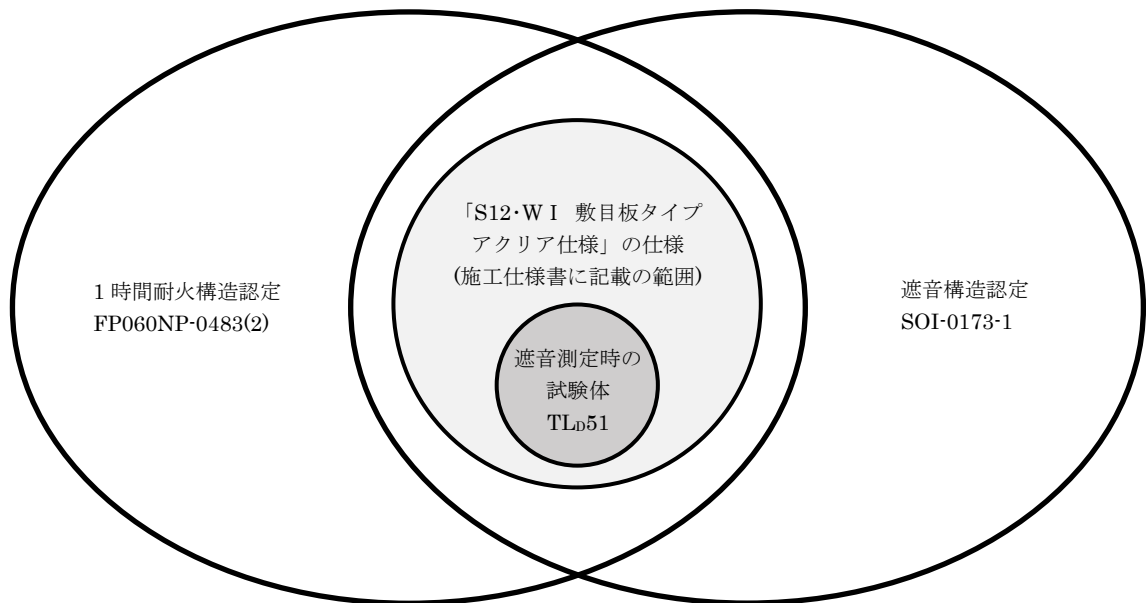 1 時間耐火構造認定
FP060NP-0483(2)
「S12･WⅠ 敷目板タイプ
アクリア仕様」の仕様
(施工仕様書に記載の範囲)
遮音測定時の
試験体
TLD51
遮音構造認定
SOI-0173-1